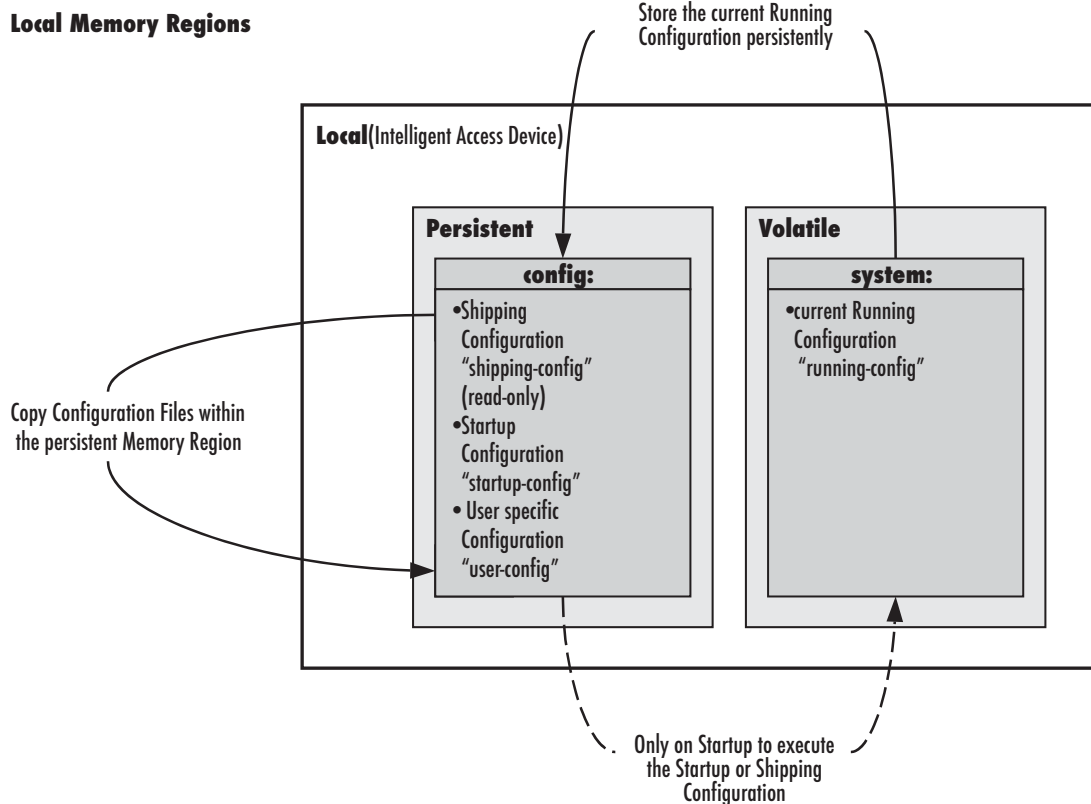 Local Memory Regions
Store the current Running
Configuration persistently
Local(Intelligent Access Device)
Persistent
config:
•Shipping
Configuration
“shipping-config”
(read-only)
•Startup
Configuration
“startup-config”
• User specific
Configuration
“user-config”
Volatile
system:
•current Running
Configuration
“running-config”
Copy Configuration Files within
the persistent Memory Region
Only on Startup to execute
the Startup or Shipping
Configuration